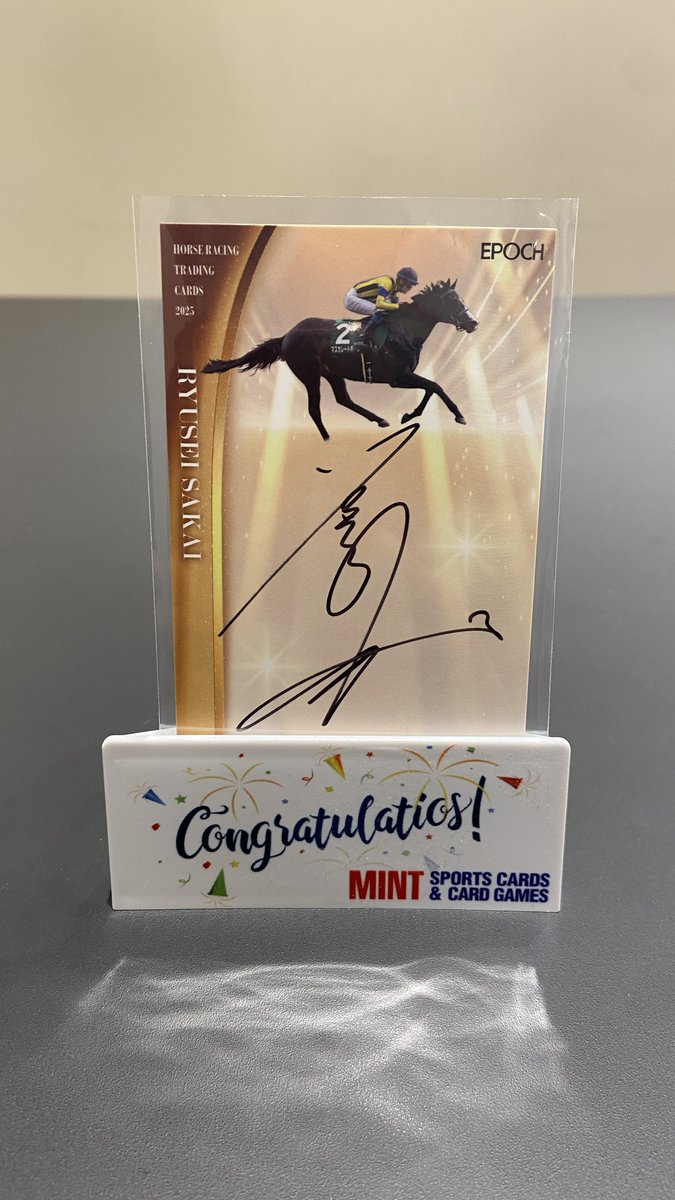 HORSE RACING
TRADING
CARDS
2025
EPOCH
RYUSEI SAKAI
2
Congratulatios!
MINT SPORTS CARDS
& CARD GAMES